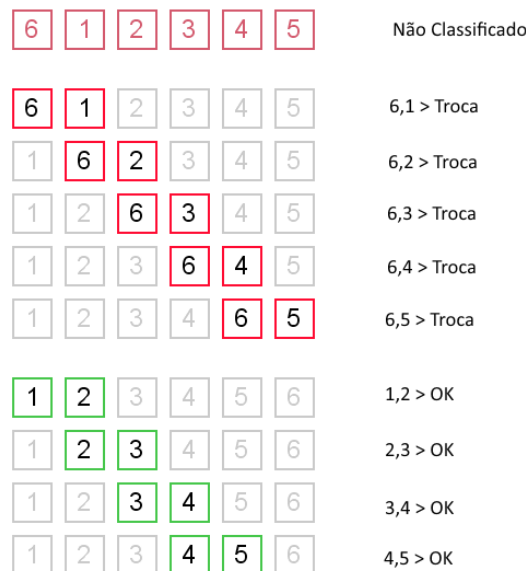 6 1 2 3 4 5 Não Classificado
6 1 2 3 4 5 6,1 > Troca
1 6 2 3 4 5 6,2 > Troca
1 2 6 3 4 5 6,3 > Troca
1 2 3 6 4 5 6,4 > Troca
1 2 3 4 6 5 6,5 > Troca
1 2 3 4 5 6 1,2 > OK
1 2 3 4 5 6 2,3 > OK
1 2 3 4 5 6 3,4 > OK
1 2 3 4 5 6 4,5 > OK